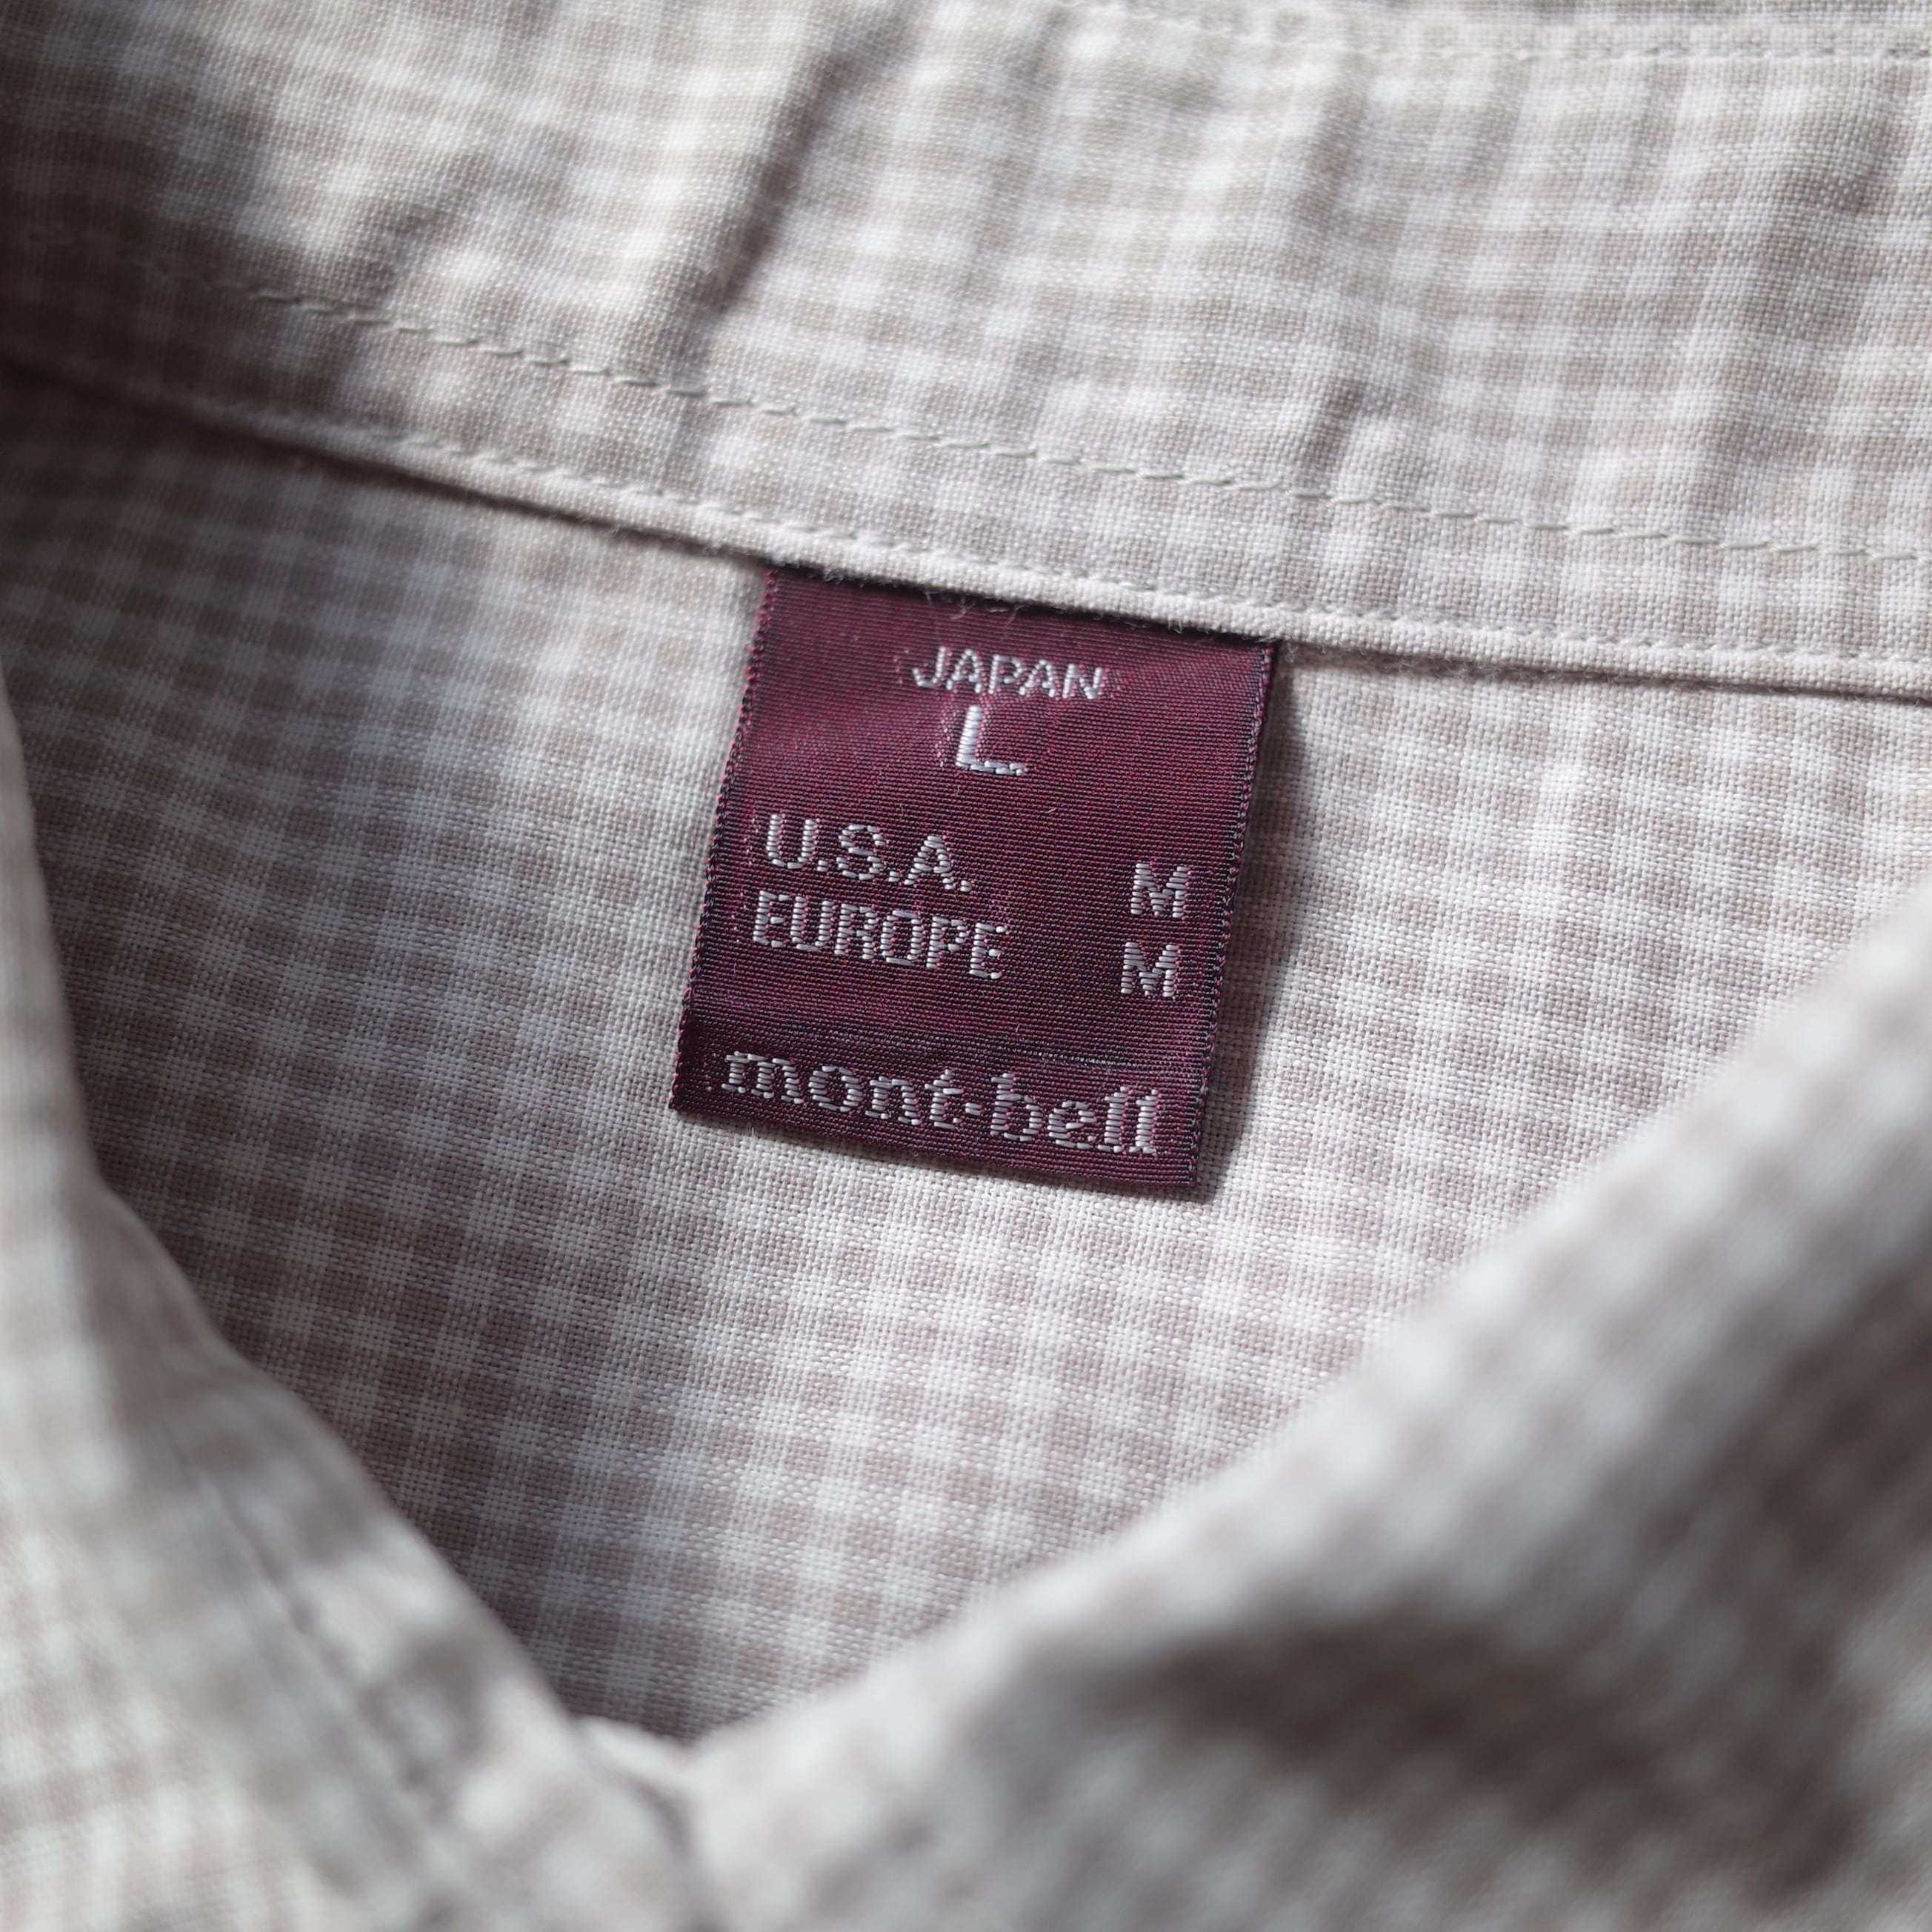 JAPAN
L
U.S.A. M
EUROPE M
mont-bell